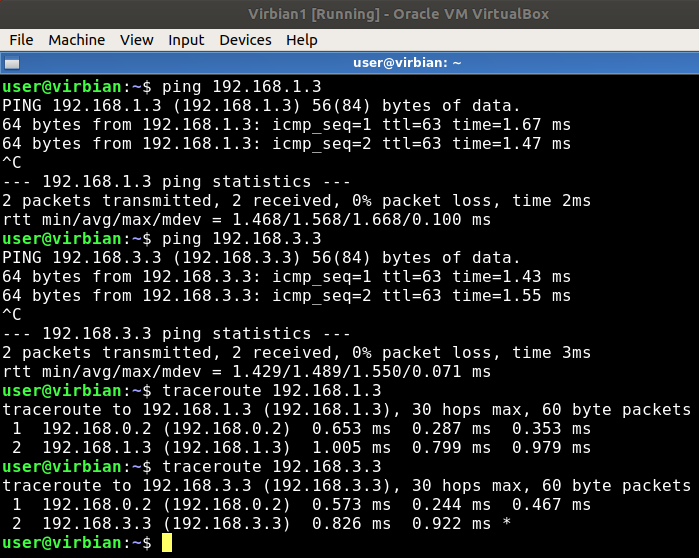 Virbian1 [Running] - Oracle VM VirtualBox
File Machine View Input Devices Help
user@virbian: ~
user@virbian:~$ ping 192.168.1.3
PING 192.168.1.3 (192.168.1.3) 56(84) bytes of data.
64 bytes from 192.168.1.3: icmp_seq=1 ttl=63 time=1.67 ms
64 bytes from 192.168.1.3: icmp_seq=2 ttl=63 time=1.47 ms
^C
--- 192.168.1.3 ping statistics ---
2 packets transmitted, 2 received, 0% packet loss, time 2ms
rtt min/avg/max/mdev = 1.468/1.568/1.668/0.100 ms
user@virbian:~$ ping 192.168.3.3
PING 192.168.3.3 (192.168.3.3) 56(84) bytes of data.
64 bytes from 192.168.3.3: icmp_seq=1 ttl=63 time=1.43 ms
64 bytes from 192.168.3.3: icmp_seq=2 ttl=63 time=1.55 ms
^C
--- 192.168.3.3 ping statistics ---
2 packets transmitted, 2 received, 0% packet loss, time 3ms
rtt min/avg/max/mdev = 1.429/1.489/1.550/0.071 ms
user@virbian:~$ traceroute 192.168.1.3
traceroute to 192.168.1.3 (192.168.1.3), 30 hops max, 60 byte packets
 1  192.168.0.2 (192.168.0.2)  0.653 ms  0.287 ms  0.353 ms
 2  192.168.1.3 (192.168.1.3)  1.005 ms  0.799 ms  0.979 ms
user@virbian:~$ traceroute 192.168.3.3
traceroute to 192.168.3.3 (192.168.3.3), 30 hops max, 60 byte packets
 1  192.168.0.2 (192.168.0.2)  0.573 ms  0.244 ms  0.467 ms
 2  192.168.3.3 (192.168.3.3)  0.826 ms  0.922 ms *
user@virbian:~$